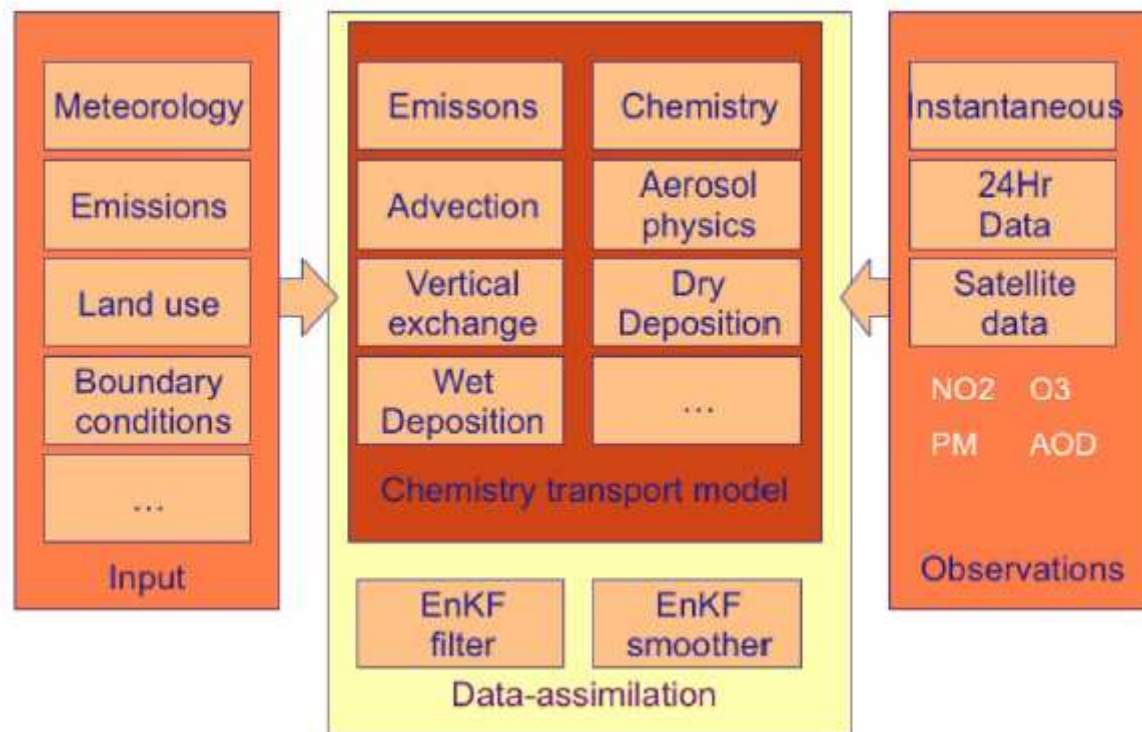 Meteorology
Emissions
Land use
Boundary
conditions
...
Input
Emissons
Chemistry
Advection
Aerosol
physics
Vertical
exchange
Dry
Deposition
Wet
Deposition
...
Chemistry transport model
EnKF
filter
EnKF
smoother
Data-assimilation
Instantaneous
24Hr
Data
Satellite
data
NO2 O3
PM AOD
Observations